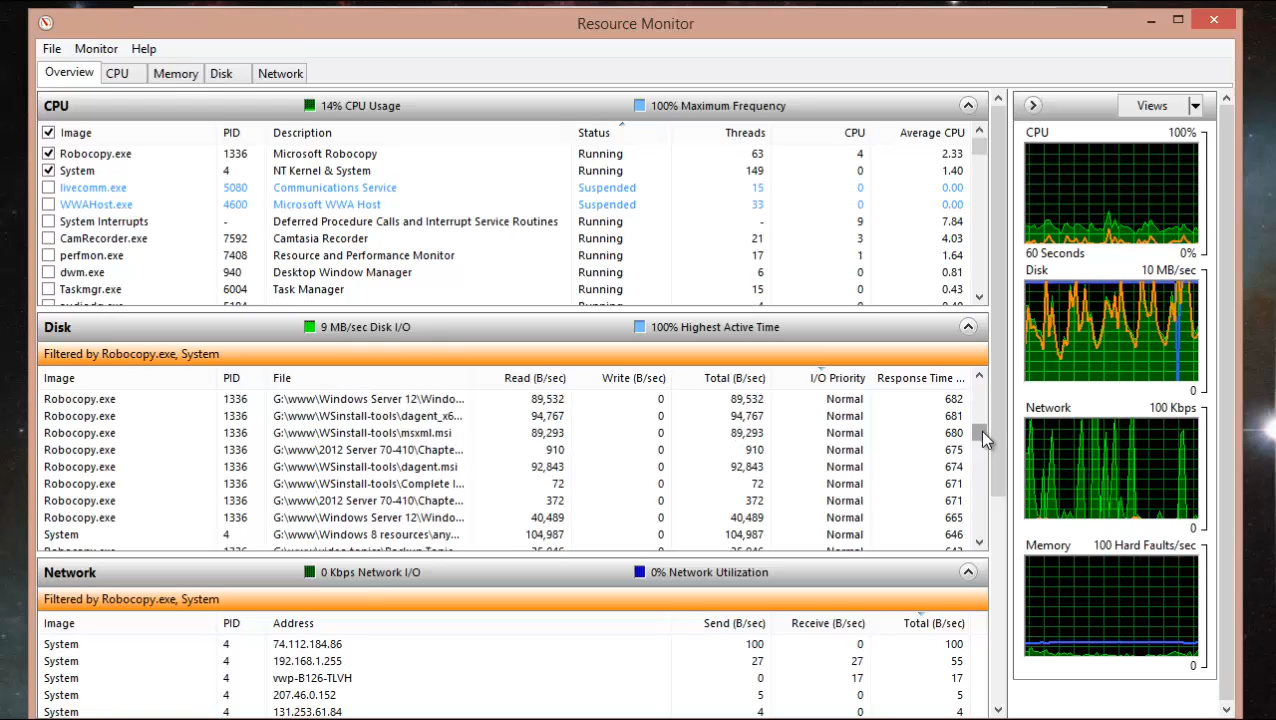 Resource Monitor
File Monitor Help
Overview CPU Memory Disk Network
CPU 14% CPU Usage 100% Maximum Frequency
Image PID Description Status Threads CPU Average CPU
Robocopy.exe 1336 Microsoft Robocopy Running 63 4 2.33
System 4 NT Kernel & System Running 149 0 1.40
livecomm.exe 5080 Communications Service Suspended 15 0 0.00
WWAHost.exe 4600 Microsoft WWA Host Suspended 33 0 0.00
System Interrupts - Deferred Procedure Calls and Interrupt Service Routines Running - 9 7.84
CamRecorder.exe 7592 Camtasia Recorder Running 21 3 4.03
perfmon.exe 7408 Resource and Performance Monitor Running 17 1 1.64
dwm.exe 940 Desktop Window Manager Running 6 0 0.81
Taskmgr.exe 6004 Task Manager Running 15 0 0.43
Disk 9 MB/sec Disk I/O 100% Highest Active Time
Filtered by Robocopy.exe, System
Image PID File Read (B/sec) Write (B/sec) Total (B/sec) I/O Priority Response Time ...
Robocopy.exe 1336 G:\www\Windows Server 12\Windo... 89,532 0 89,532 Normal 682
Robocopy.exe 1336 G:\www\WSinstall-tools\dagent_x6... 94,767 0 94,767 Normal 681
Robocopy.exe 1336 G:\www\WSinstall-tools\msxml.msi 89,293 0 89,293 Normal 680
Robocopy.exe 1336 G:\www\2012 Server 70-410\Chapte... 910 0 910 Normal 675
Robocopy.exe 1336 G:\www\WSinstall-tools\dagent.msi 92,843 0 92,843 Normal 674
Robocopy.exe 1336 G:\www\WSinstall-tools\Complete I... 72 0 72 Normal 671
Robocopy.exe 1336 G:\www\2012 Server 70-410\Chapte... 372 0 372 Normal 671
Robocopy.exe 1336 G:\www\Windows Server 12\Windo... 40,489 0 40,489 Normal 665
System 4 G:\www\Windows 8 resources\any... 104,987 0 104,987 Normal 646
Network 0 Kbps Network I/O 0% Network Utilization
Filtered by Robocopy.exe, System
Image PID Address Send (B/sec) Receive (B/sec) Total (B/sec)
System 4 74.112.184.86 100 0 100
System 4 192.168.1.255 27 27 55
System 4 vwp-B126-TLVH 0 17 17
System 4 207.46.0.152 5 0 5
System 4 131.253.61.84 4 0 4
Views
CPU 100%
60 Seconds 0%
Disk 10 MB/sec
0
Network 100 Kbps
0
Memory 100 Hard Faults/sec
0